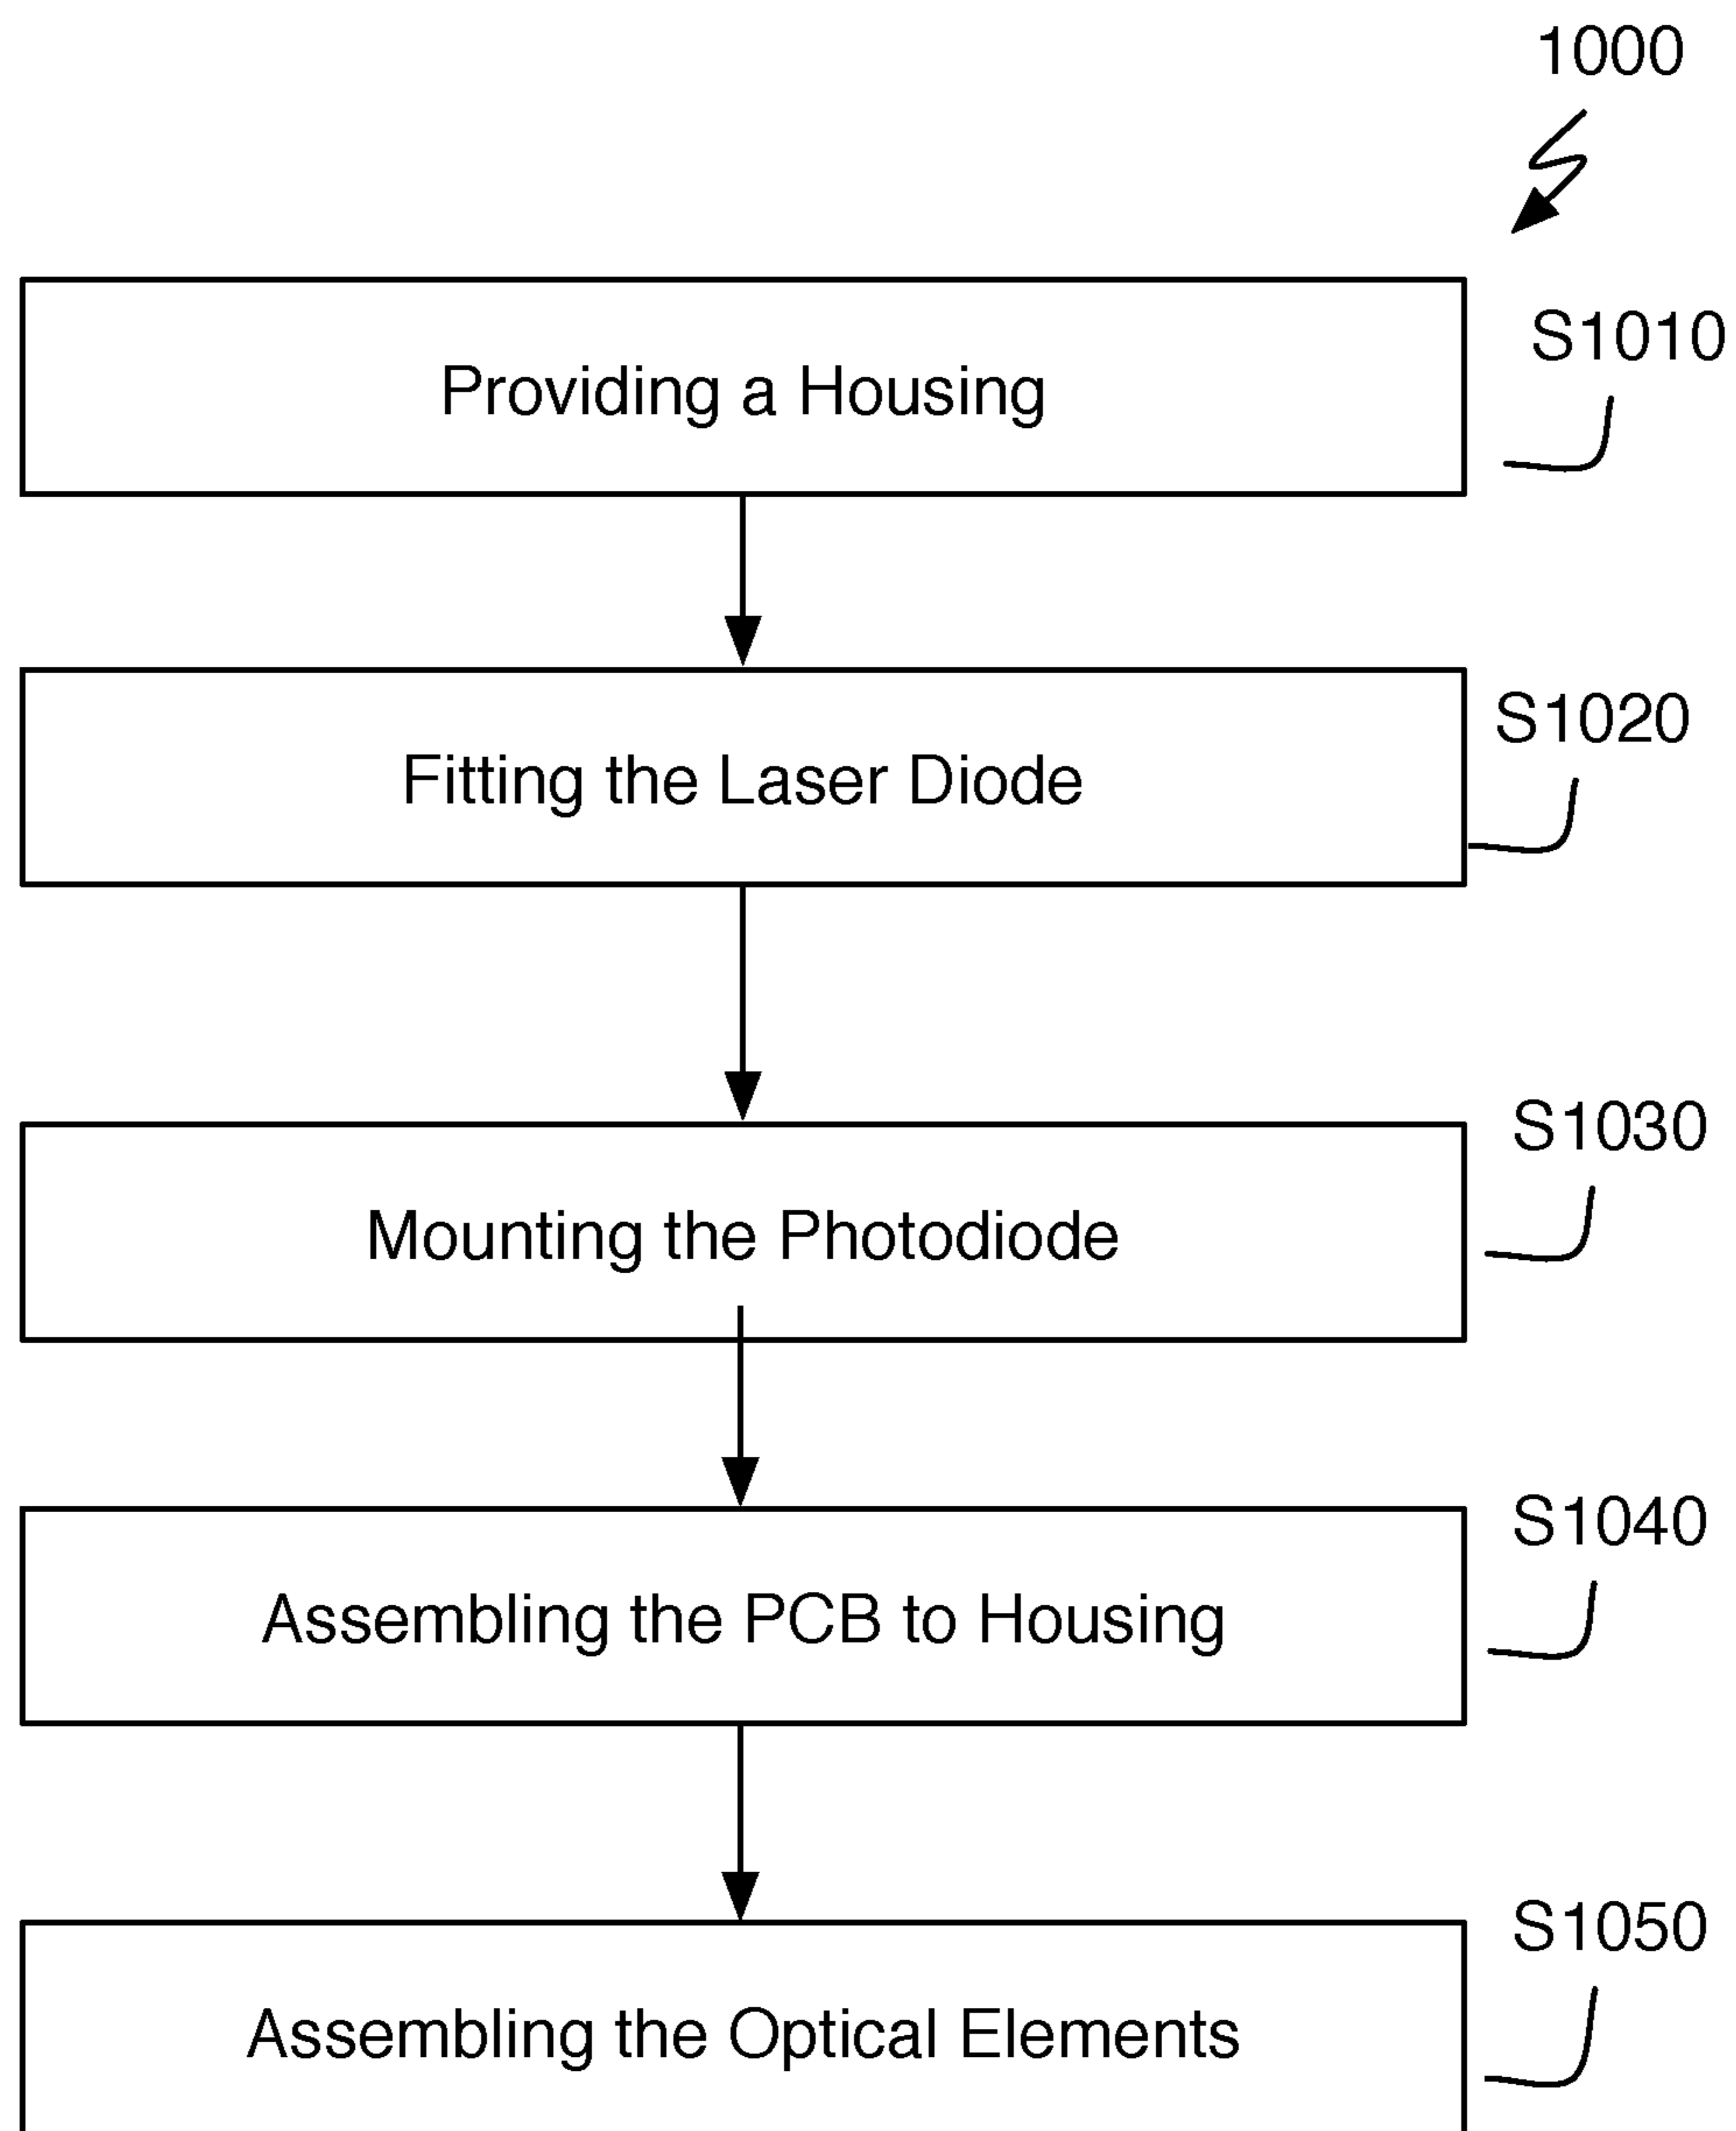 1000
S1010
Providing a Housing
S1020
Fitting the Laser Diode
S1030
Mounting the Photodiode
S1040
Assembling the PCB to Housing
S1050
Assembling the Optical Elements